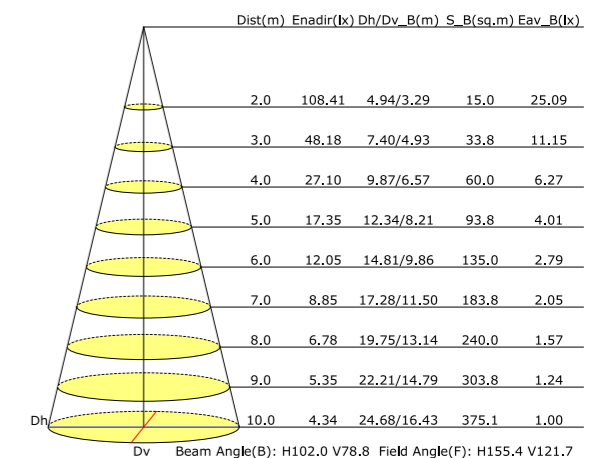 Dist(m) Enadir(lx) Dh/Dv_B(m) S_B(sq.m) Eav_B(lx)
2.0 108.41 4.94/3.29 15.0 25.09
3.0 48.18 7.40/4.93 33.8 11.15
4.0 27.10 9.87/6.57 60.0 6.27
5.0 17.35 12.34/8.21 93.8 4.01
6.0 12.05 14.81/9.86 135.0 2.79
7.0 8.85 17.28/11.50 183.8 2.05
8.0 6.78 19.75/13.14 240.0 1.57
9.0 5.35 22.21/14.79 303.8 1.24
Dh 10.0 4.34 24.68/16.43 375.1 1.00
Dv Beam Angle(B): H102.0 V78.8 Field Angle(F): H155.4 V121.7